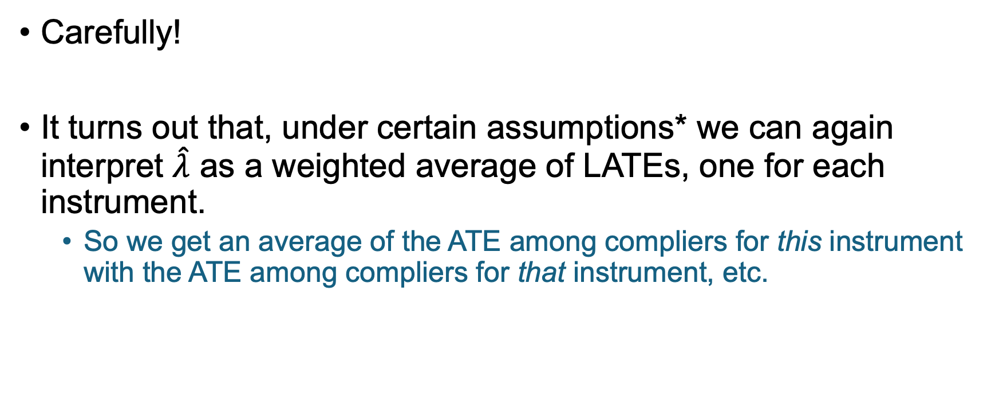 • Carefully!
• It turns out that, under certain assumptions* we can again
interpret λ̂ as a weighted average of LATEs, one for each
instrument.
• So we get an average of the ATE among compliers for this instrument
with the ATE among compliers for that instrument, etc.